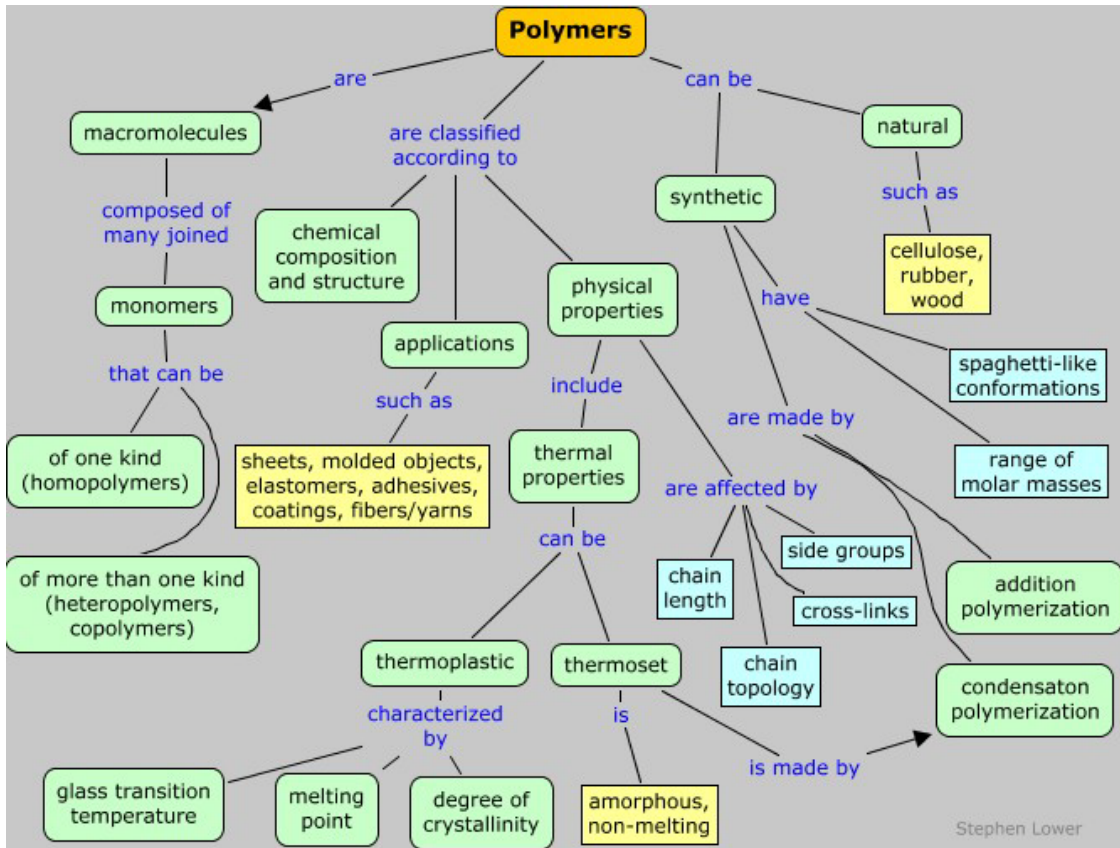 Polymers
are
can be
macromolecules
are classified
according to
natural
composed of
many joined
synthetic
such as
chemical
composition
and structure
cellulose,
rubber,
wood
monomers
physical
properties
have
applications
that can be
include
spaghetti-like
conformations
such as
are made by
of one kind
(homopolymers)
sheets, molded objects,
elastomers, adhesives,
coatings, fibers/yarns
thermal
properties
range of
molar masses
are affected by
can be
side groups
of more than one kind
(heteropolymers,
copolymers)
chain
length
cross-links
addition
polymerization
thermoplastic
thermoset
chain
topology
condensaton
polymerization
characterized
by
is
is made by
glass transition
temperature
melting
point
degree of
crystallinity
amorphous,
non-melting
Stephen Lower